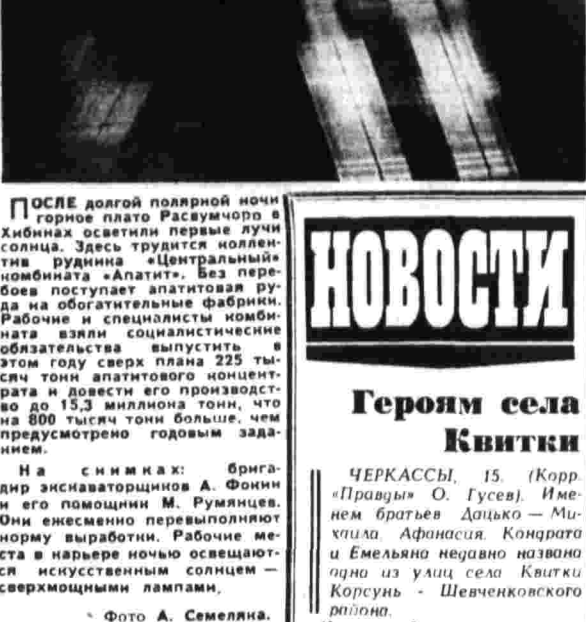 ПОСЛЕ долгой полярной ночи
горное плато Расвумчорр в
Хибинах осветили первые лучи
солнца. Здесь трудится коллек-
тив рудника «Центральный»
комбината «Апатит». Без пере-
боев поступает апатитовая ру-
да на обогатительные фабрики.
Рабочие и специалисты комби-
ната взяли социалистические
обязательства выпустить в
этом году сверх плана 225 ты-
сяч тонн апатитового концент-
рата и довести его производст-
во до 15,3 миллиона тонн, что
на 800 тысяч тонн больше, чем
предусмотрено годовым зада-
нием.
На снимках: брига-
дир экскаваторщиков А. Фокин
и его помощник М. Румянцев.
Они ежесменно перевыполняют
норму выработки. Рабочие ме-
ста в карьере ночью освещают-
ся искусственным солнцем —
сверхмощными лампами.
Фото А. Семеляка.
НОВОСТИ
Героям села
Квитки
ЧЕРКАССЫ, 15. (Корр.
«Правды» О. Гусев). Име-
нем братьев Дацько — Ми-
хаила, Афанасия, Кондрата
и Емельяна недавно названа
одна из улиц села Квитки
Корсунь - Шевченковского
района.